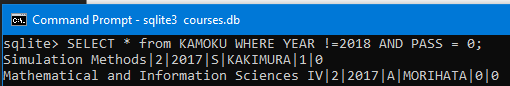 Command Prompt - sqlite3  courses.db
sqlite> SELECT * from KAMOKU WHERE YEAR !=2018 AND PASS = 0;
Simulation Methods|2|2017|S|KAKIMURA|1|0
Mathematical and Information Sciences IV|2|2017|A|MORIHATA|0|0